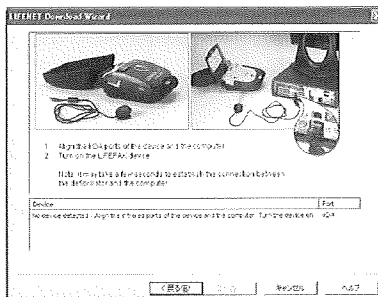 LIFENET Download Wizard
1 Align the IrDA ports of the device and the computer
2 Turn on the LIFEPAK device
Note: It may take a few seconds to establish the connection between
the defibrillator and the computer
Device Port
No device detected - Align the infrared ports of the device and the computer. Turn the device on IrDA
< 戻る(B)
キャンセル
ヘルプ